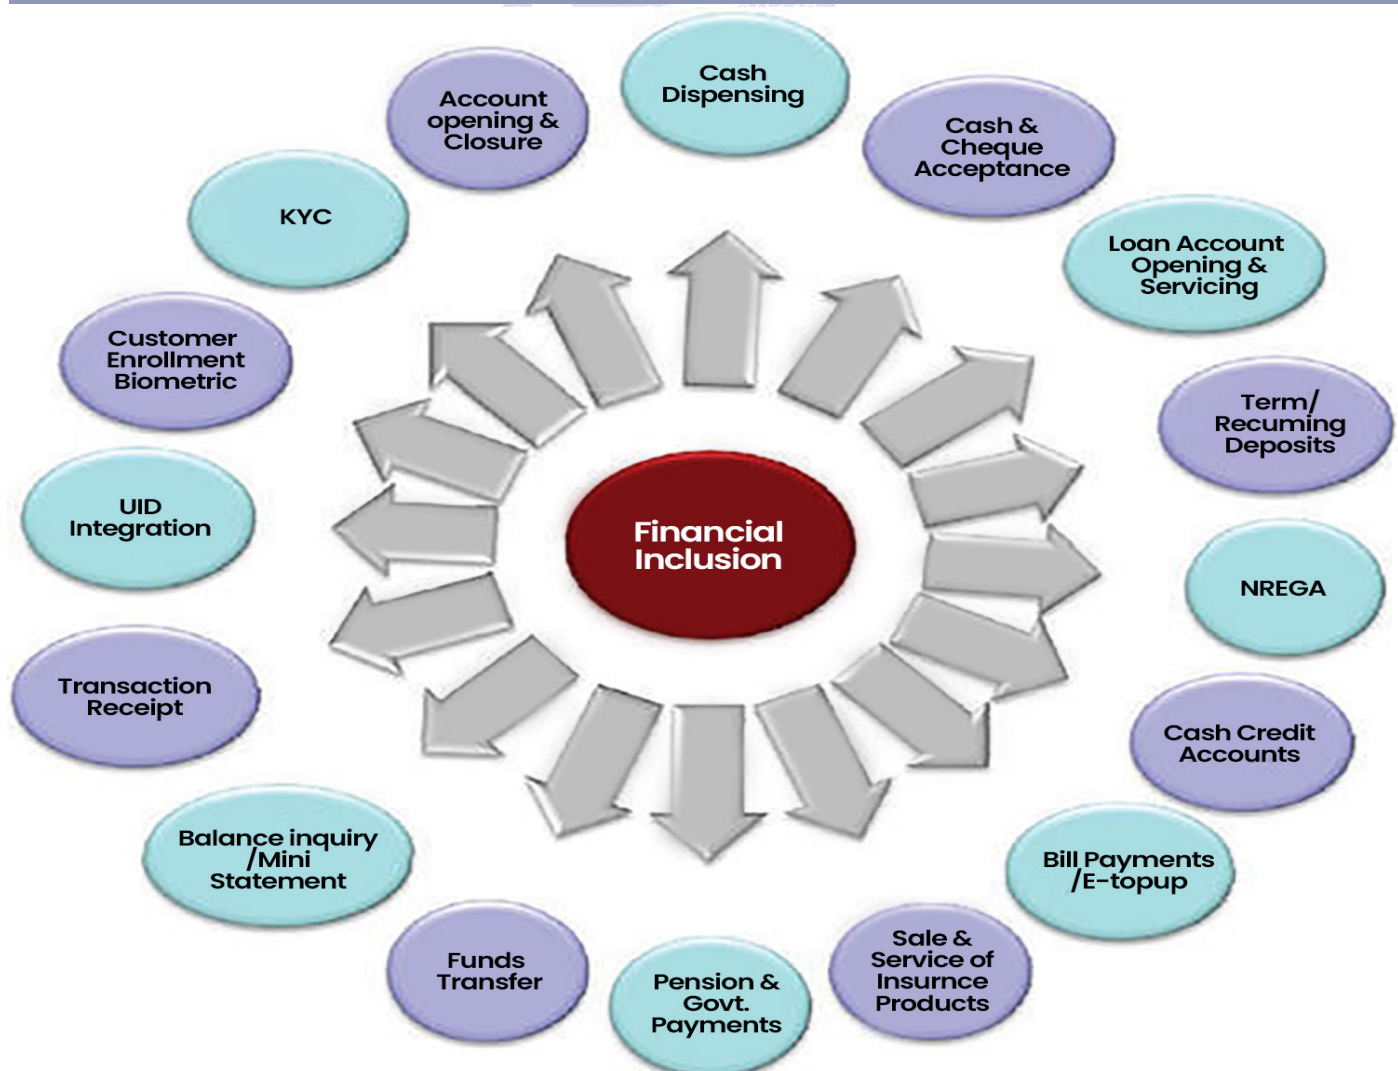 Cash
Dispensing
Account
opening &
Closure
Cash &
Cheque
Acceptance
KYC
Loan Account
Opening &
Servicing
Customer
Enrollment
Biometric
Term/
Recuming
Deposits
UID
Integration
Financial
Inclusion
NREGA
Transaction
Receipt
Cash Credit
Accounts
Balance inquiry
/Mini
Statement
Bill Payments
/E-topup
Funds
Transfer
Pension &
Govt.
Payments
Sale &
Service of
Insurnce
Products